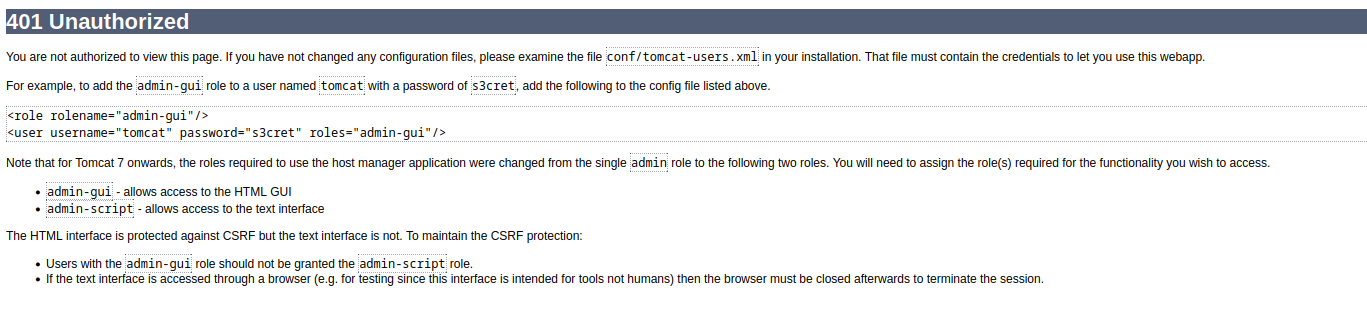 401 Unauthorized
You are not authorized to view this page. If you have not changed any configuration files, please examine the file conf/tomcat-users.xml in your installation. That file must contain the credentials to let you use this webapp.
For example, to add the admin-gui role to a user named tomcat with a password of s3cret, add the following to the config file listed above.
<role rolename="admin-gui"/>
<user username="tomcat" password="s3cret" roles="admin-gui"/>
Note that for Tomcat 7 onwards, the roles required to use the host manager application were changed from the single admin role to the following two roles. You will need to assign the role(s) required for the functionality you wish to access.
• admin-gui - allows access to the HTML GUI
• admin-script - allows access to the text interface
The HTML interface is protected against CSRF but the text interface is not. To maintain the CSRF protection:
• Users with the admin-gui role should not be granted the admin-script role.
• If the text interface is accessed through a browser (e.g. for testing since this interface is intended for tools not humans) then the browser must be closed afterwards to terminate the session.